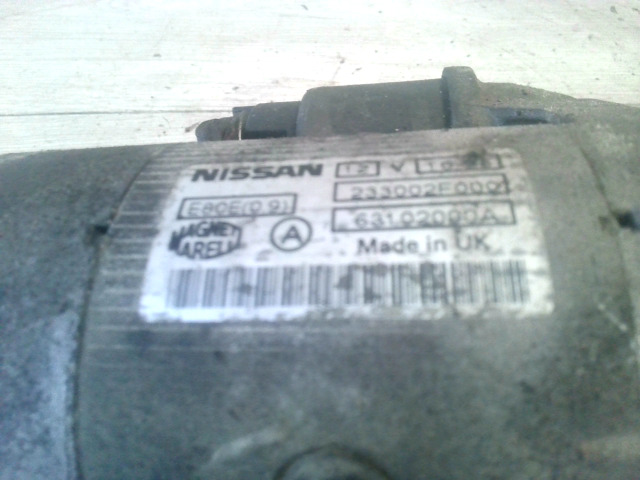 NISSAN 12 V
E80E(0.9) 233002F000
MAGNETI MARELLI A 63102000A
Made in UK